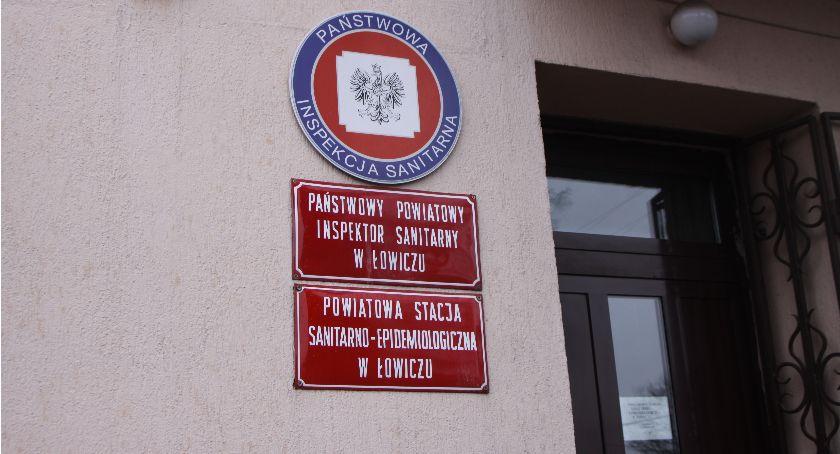 PAŃSTWOWA
INSPEKCJA SANITARNA
PAŃSTWOWY POWIATOWY
INSPEKTOR SANITARNY
W ŁOWICZU
POWIATOWA STACJA
SANITARNO-EPIDEMIOLOGICZNA
W ŁOWICZU